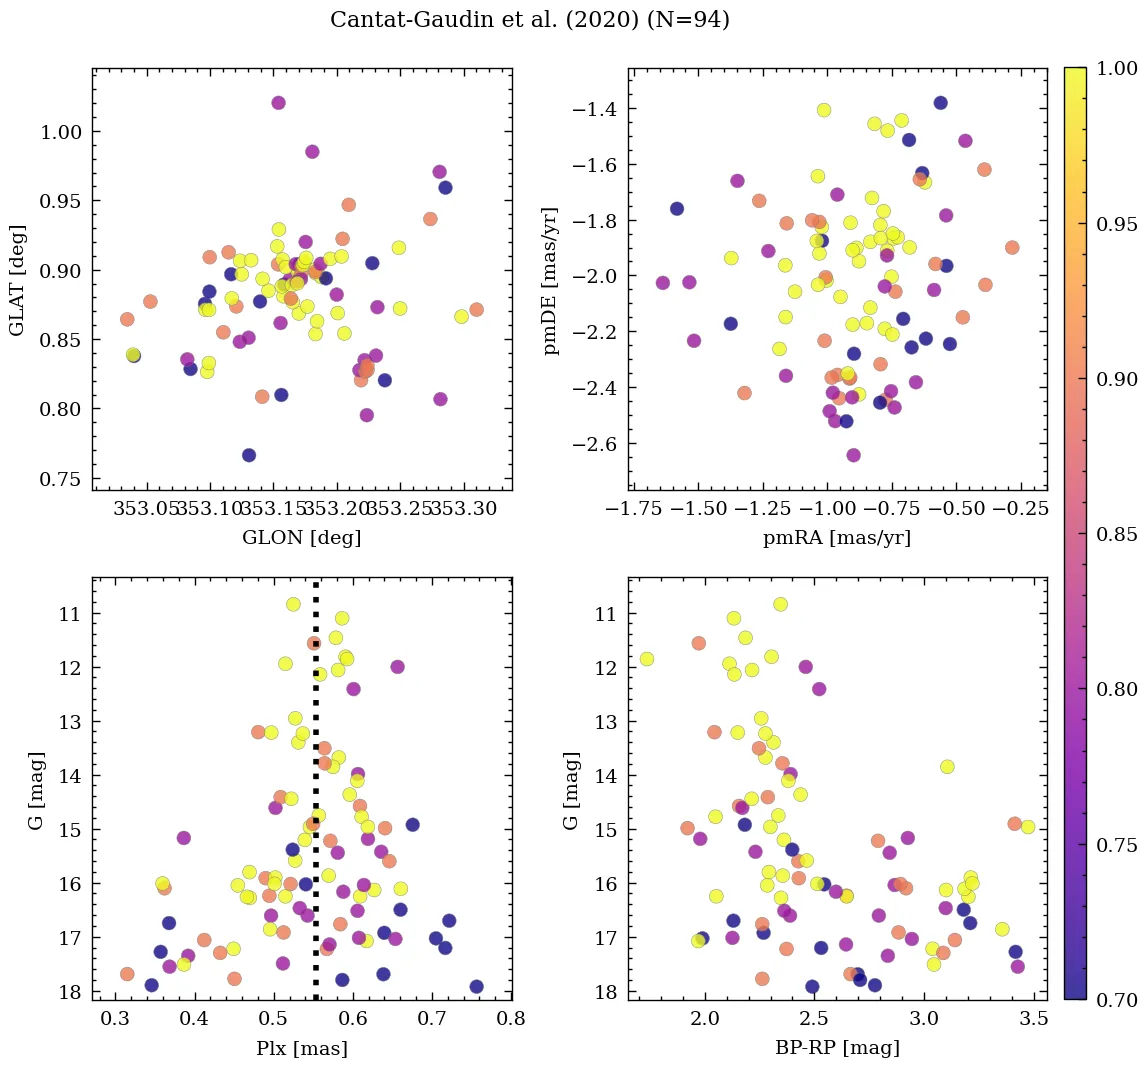 Cantat-Gaudin et al. (2020) (N=94)
1.00
0.95
0.90
0.85
0.80
0.75
GLAT [deg]
353.05 353.10 353.15 353.20 353.25 353.30
GLON [deg]
−1.4
−1.6
−1.8
−2.0
−2.2
−2.4
−2.6
pmDE [mas/yr]
−1.75 −1.50 −1.25 −1.00 −0.75 −0.50 −0.25
pmRA [mas/yr]
11
12
13
14
15
16
17
18
G [mag]
0.3 0.4 0.5 0.6 0.7 0.8
Plx [mas]
11
12
13
14
15
16
17
18
G [mag]
2.0 2.5 3.0 3.5
BP-RP [mag]
1.00
0.95
0.90
0.85
0.80
0.75
0.70